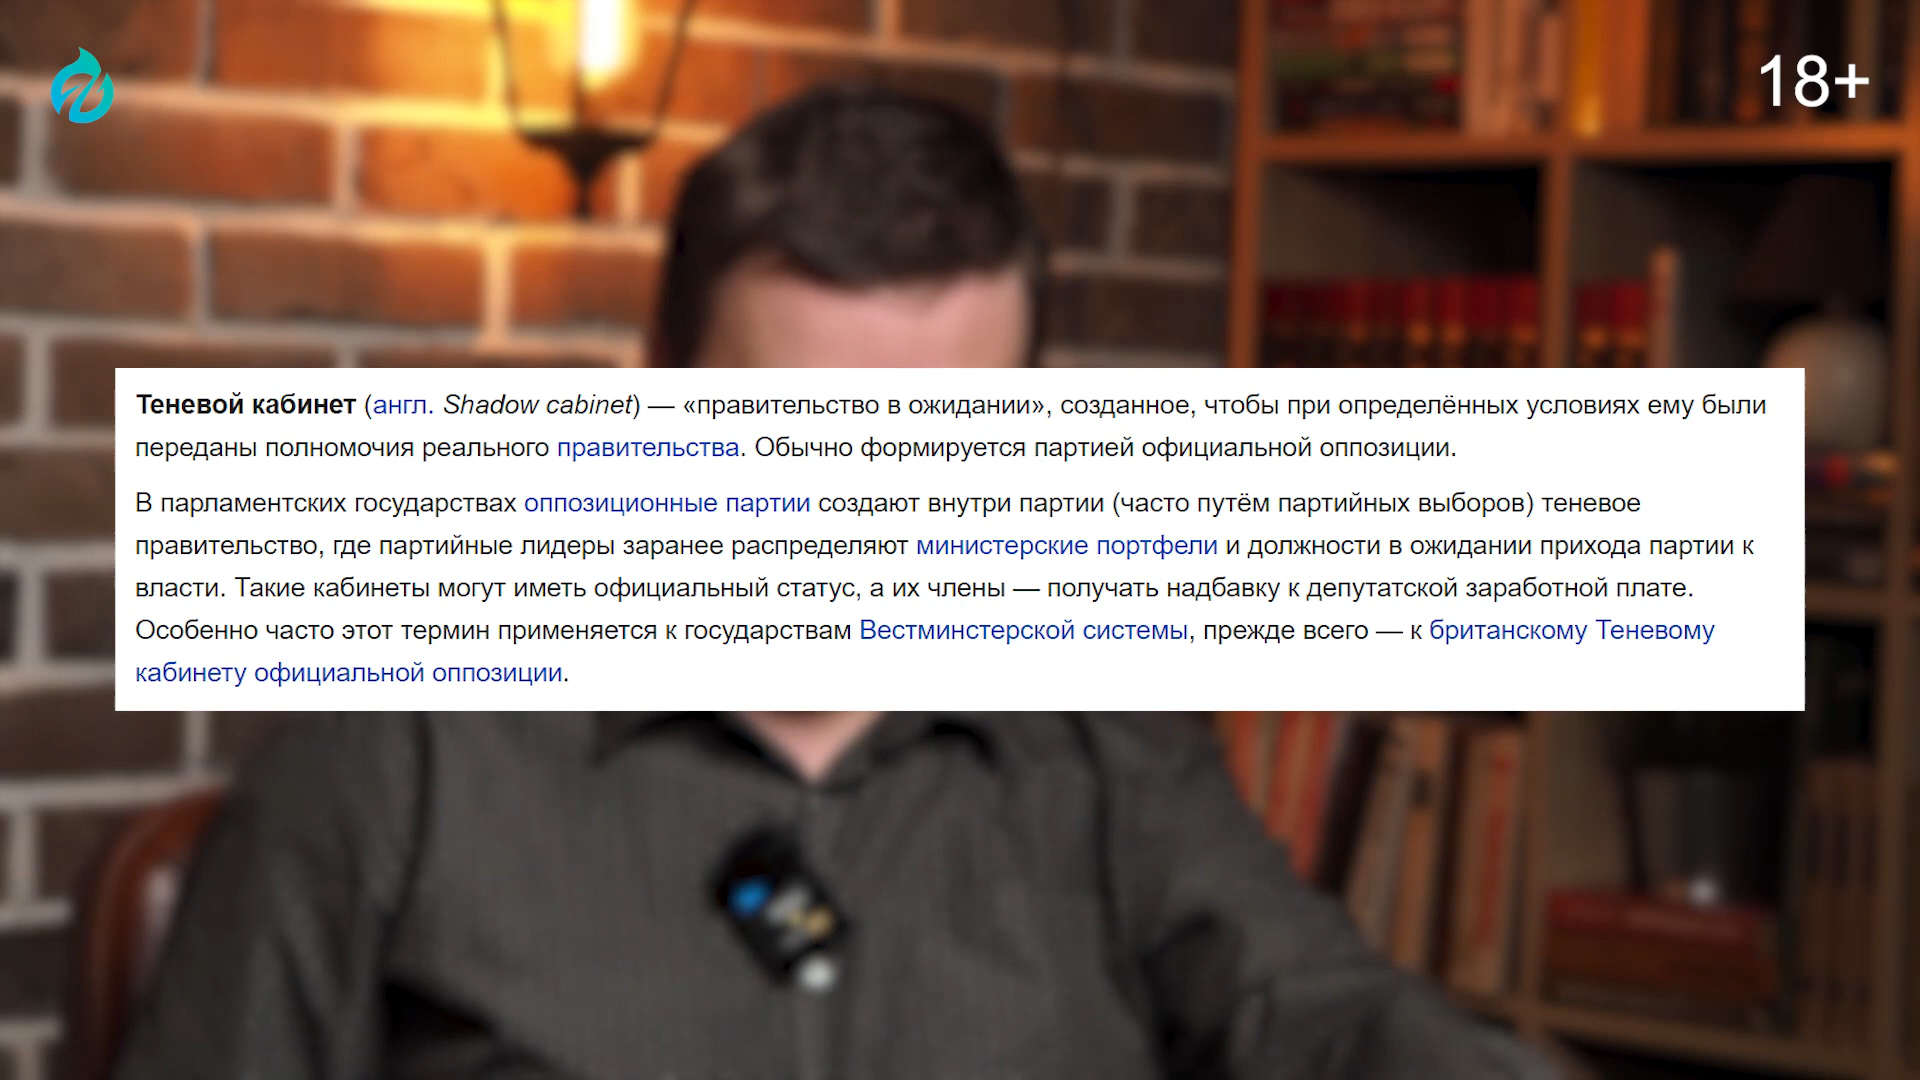 18+
Теневой кабинет (англ. Shadow cabinet) — «правительство в ожидании», созданное, чтобы при определённых условиях ему были
переданы полномочия реального правительства. Обычно формируется партией официальной оппозиции.
В парламентских государствах оппозиционные партии создают внутри партии (часто путём партийных выборов) теневое
правительство, где партийные лидеры заранее распределяют министерские портфели и должности в ожидании прихода партии к
власти. Такие кабинеты могут иметь официальный статус, а их члены — получать надбавку к депутатской заработной плате.
Особенно часто этот термин применяется к государствам Вестминстерской системы, прежде всего — к британскому Теневому
кабинету официальной оппозиции.